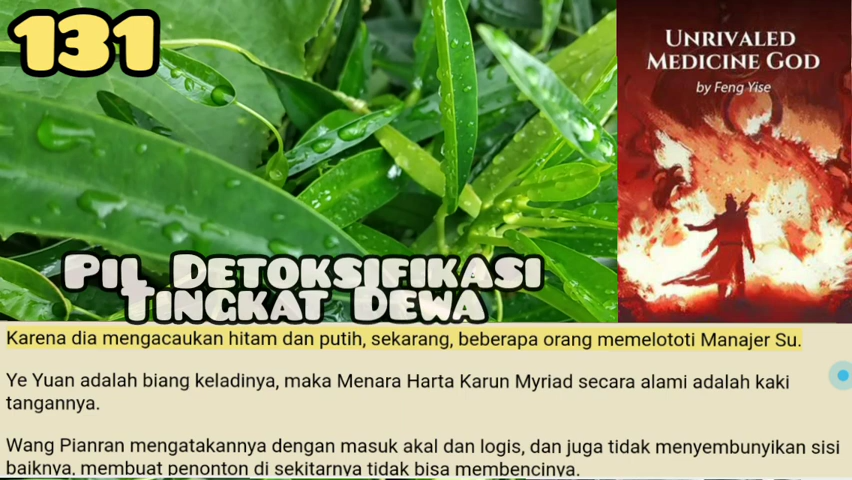 131
UNRIVALED
MEDICINE GOD
by Feng Yise
PIL DETOKSIFIKASI
TINGKAT DEWA
Karena dia mengacaukan hitam dan putih, sekarang, beberapa orang memelototi Manajer Su.
Ye Yuan adalah biang keladinya, maka Menara Harta Karun Myriad secara alami adalah kaki
tangannya.
Wang Pianran mengatakannya dengan masuk akal dan logis, dan juga tidak menyembunyikan sisi
baiknya, membuat penonton di sekitarnya tidak bisa membencinya.